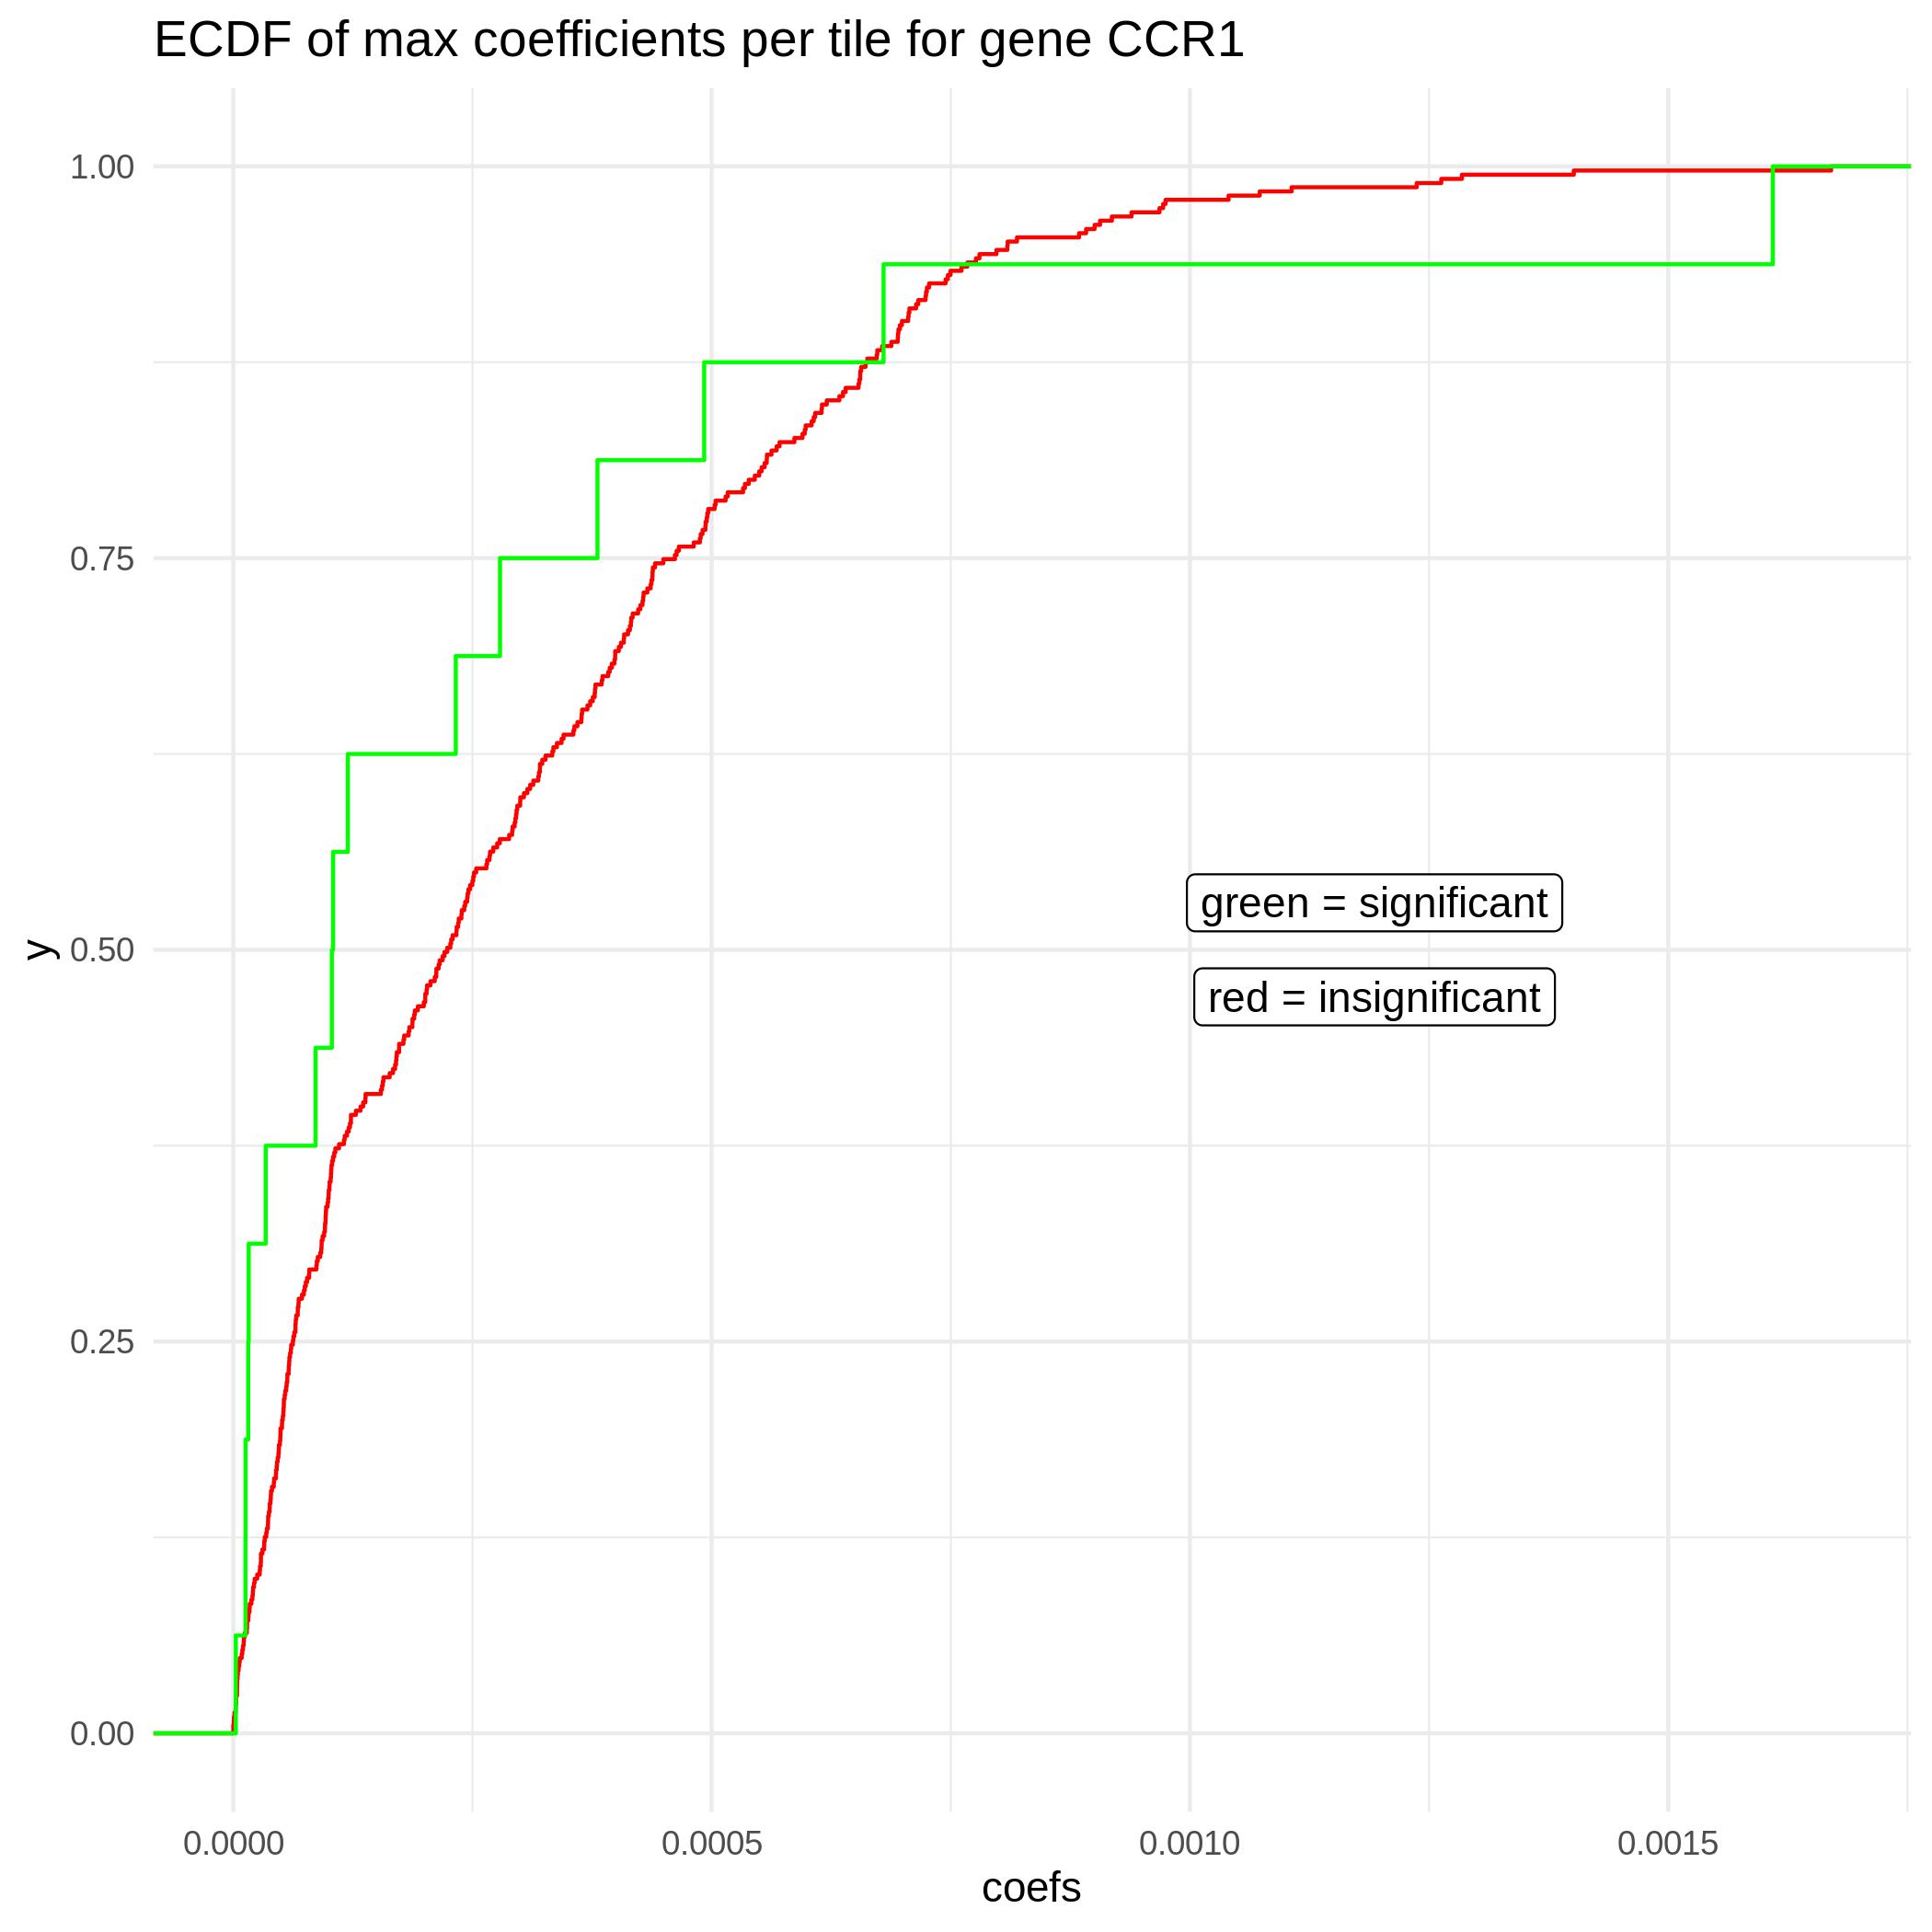 ECDF of max coefficients per tile for gene CCR1
1.00
0.75
0.50
0.25
0.00
y
green = significant
red = insignificant
0.0000 0.0005 0.0010 0.0015
coefs